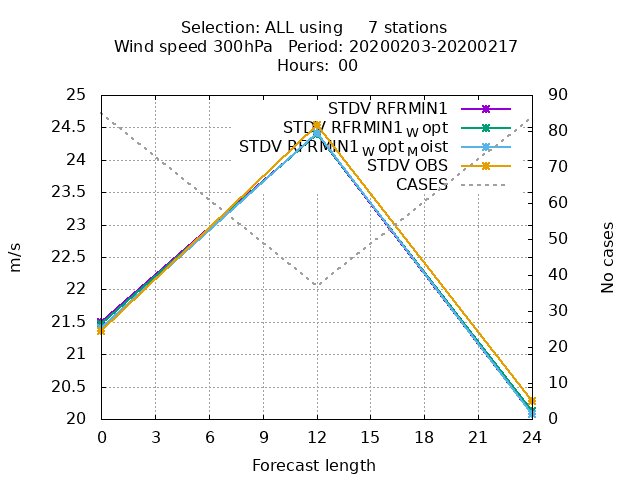 Selection: ALL using     7 stations
Wind speed 300hPa   Period: 20200203-20200217
Hours: 00
25
24.5
24
23.5
23
22.5
22
21.5
21
20.5
20
m/s
90
80
70
60
50
40
30
20
10
0
No cases
STDV RFRMIN1
STDV RFRMIN1 W opt
STDV RFRMIN1 W opt M oist
STDV OBS
CASES
0 3 6 9 12 15 18 21 24
Forecast length